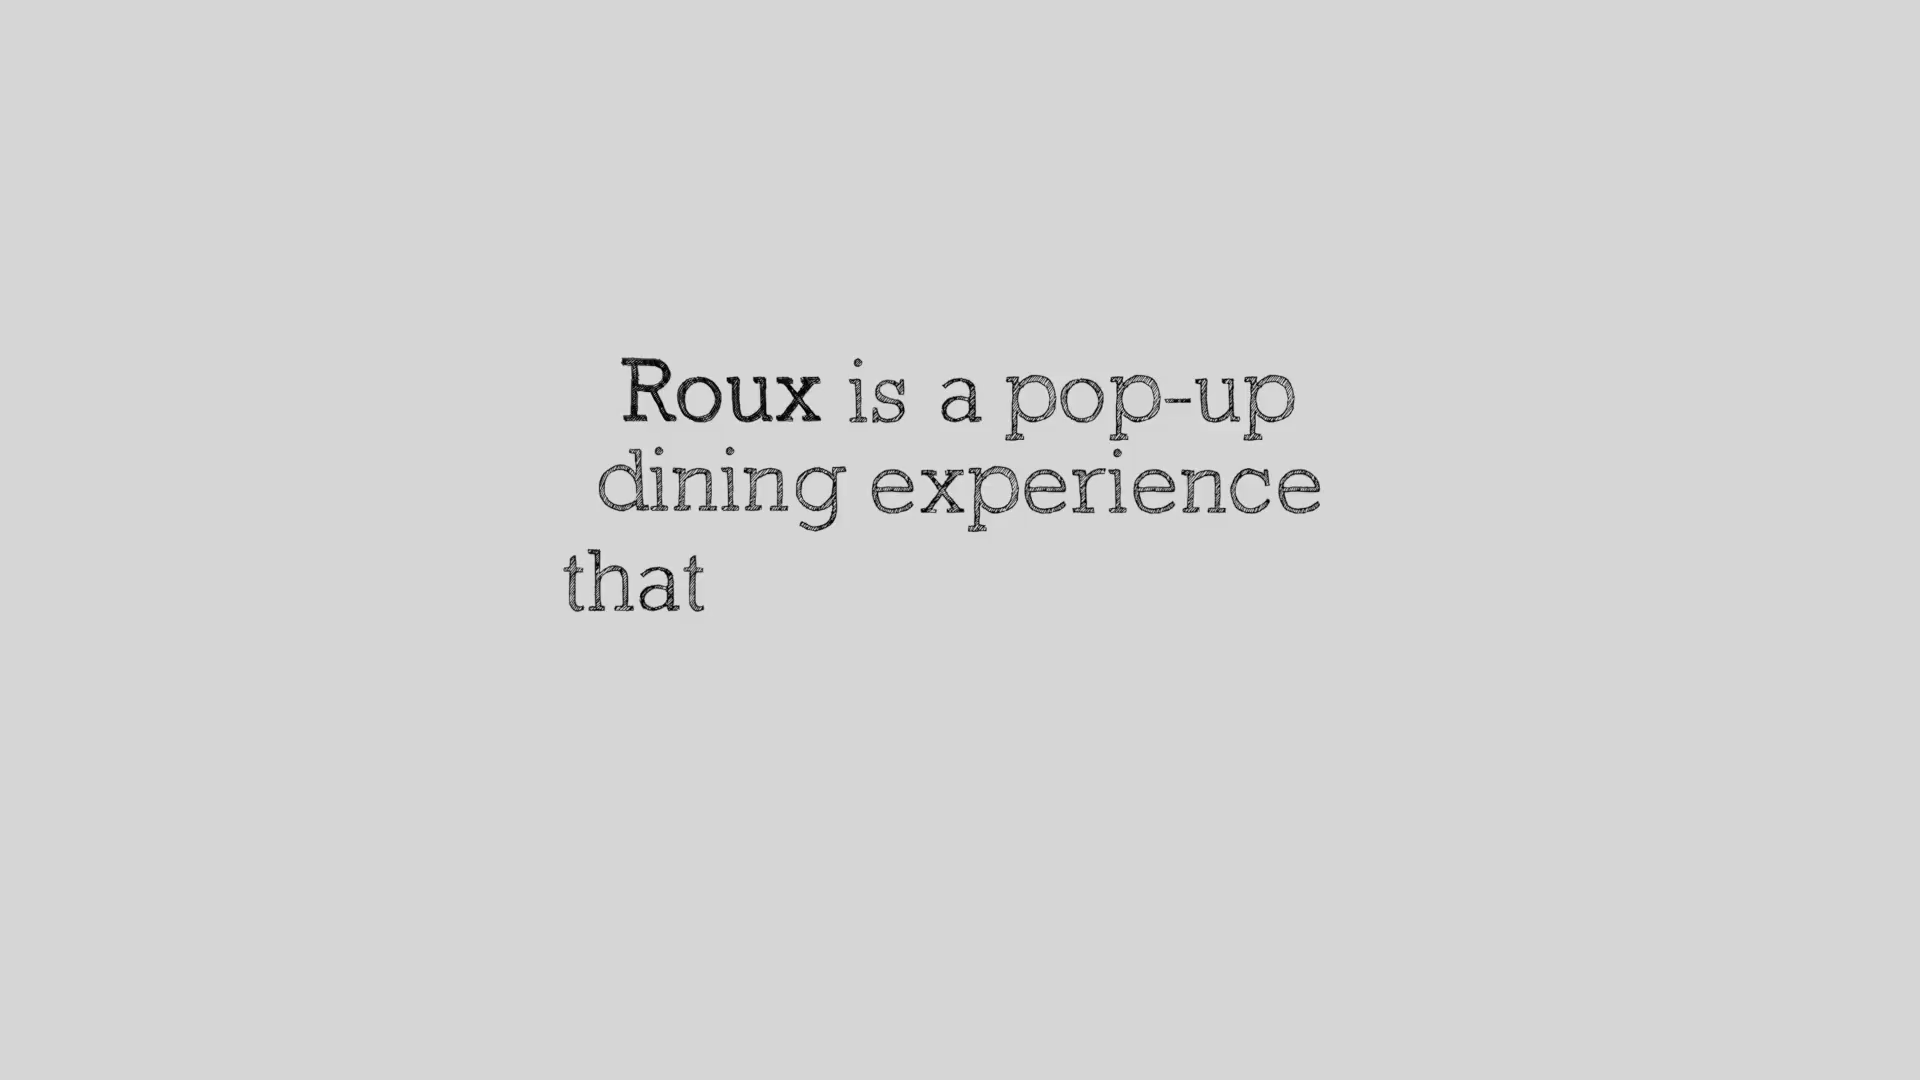 Roux is a pop-up
dining experience
that